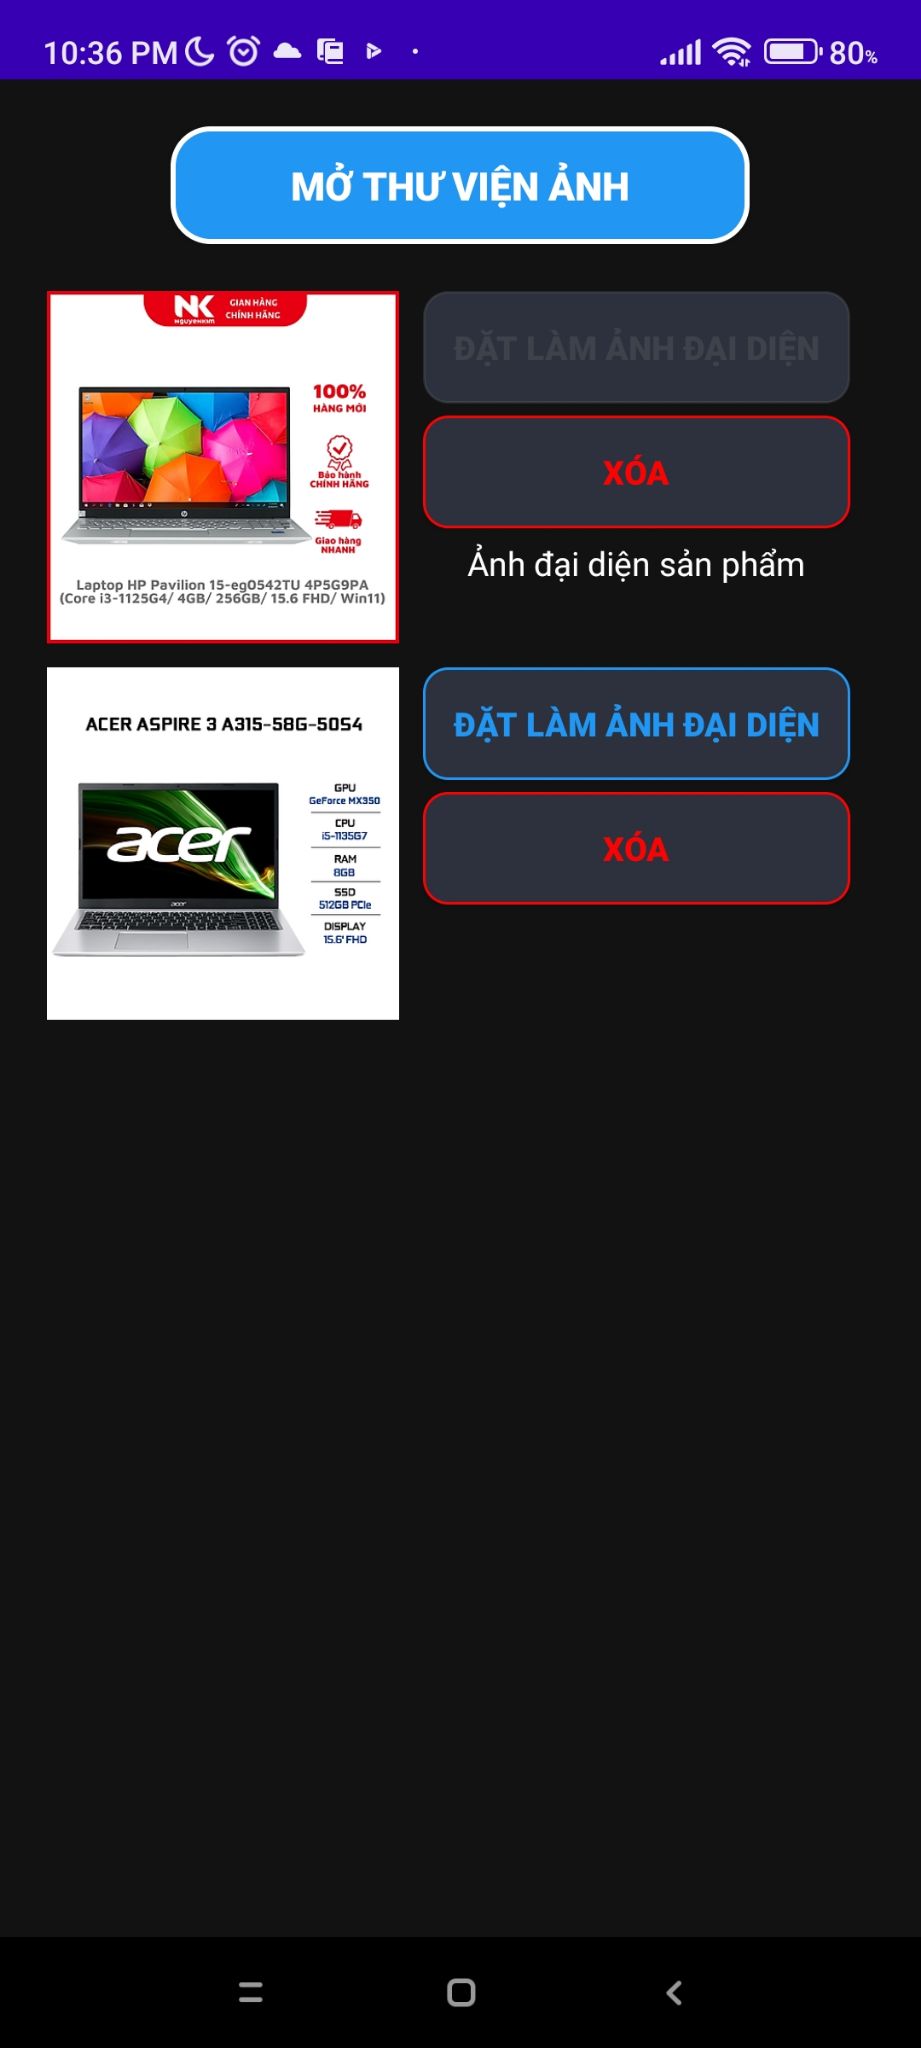 10:36 PM
80%
MỞ THƯ VIỆN ẢNH
NK
NGUYENKIM
GIAN HÀNG
CHÍNH HÃNG
100%
HÀNG MỚI
Bảo hành
CHÍNH HÃNG
Giao hàng
NHANH
Laptop HP Pavilion 15-eg0542TU 4P5G9PA
(Core i3-1125G4/ 4GB/ 256GB/ 15.6 FHD/ Win11)
ĐẶT LÀM ẢNH ĐẠI DIỆN
XÓA
Ảnh đại diện sản phẩm
ACER ASPIRE 3 A315-58G-50S4
acer
acer
GPU
GeForce MX350
CPU
i5-1135G7
RAM
8GB
SSD
512GB PCIe
DISPLAY
15.6' FHD
ĐẶT LÀM ẢNH ĐẠI DIỆN
XÓA